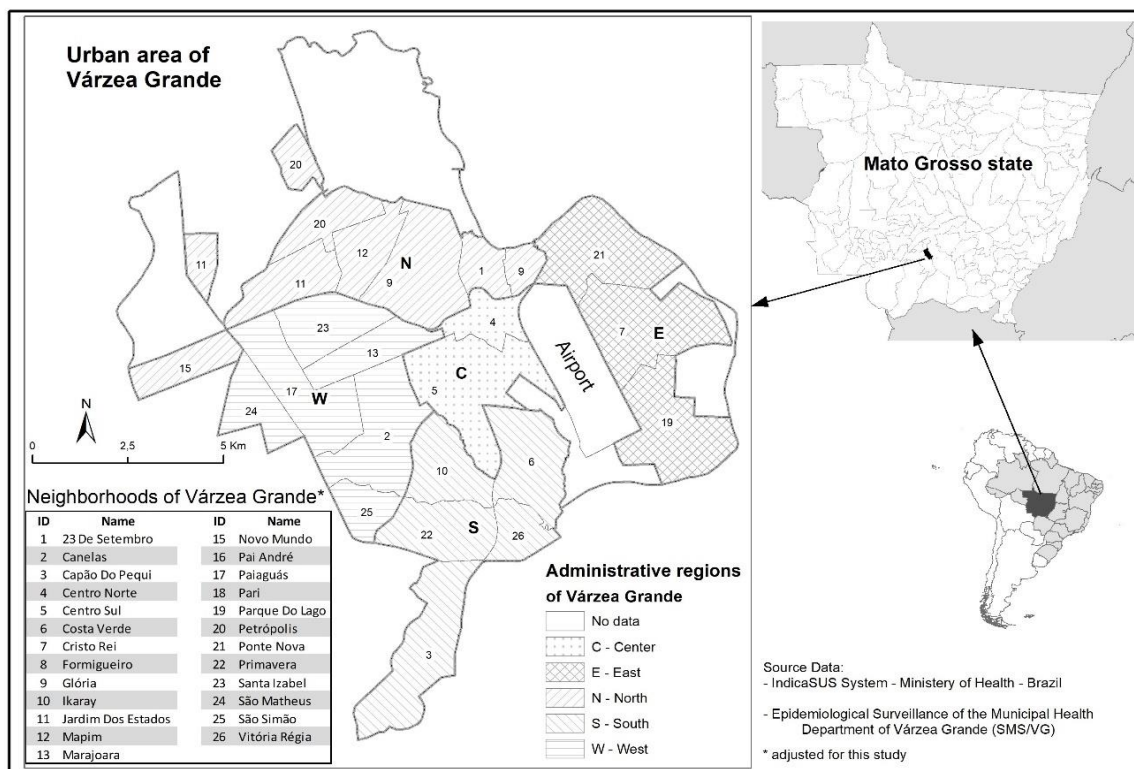 Urban area of
Várzea Grande
20
20
12
N
11
11
9
1
9
21
23
4
7
E
13
15
C
Airport
17
W
5
24
19
2
N
0 2,5 5 Km
10
6
25
22
S
26
3
Neighborhoods of Várzea Grande*
ID Name ID Name
1 23 De Setembro 15 Novo Mundo
2 Canelas 16 Pai André
3 Capão Do Pequi 17 Paiaguás
4 Centro Norte 18 Pari
5 Centro Sul 19 Parque Do Lago
6 Costa Verde 20 Petrópolis
7 Cristo Rei 21 Ponte Nova
8 Formigueiro 22 Primavera
9 Glória 23 Santa Izabel
10 Ikaray 24 São Matheus
11 Jardim Dos Estados 25 São Simão
12 Mapim 26 Vitória Régia
13 Marajoara
Administrative regions
of Várzea Grande
No data
C - Center
E - East
N - North
S - South
W - West
Mato Grosso state
Source Data:
- IndicaSUS System - Ministery of Health - Brazil
- Epidemiological Surveillance of the Municipal Health
Department of Várzea Grande (SMS/VG)
* adjusted for this study